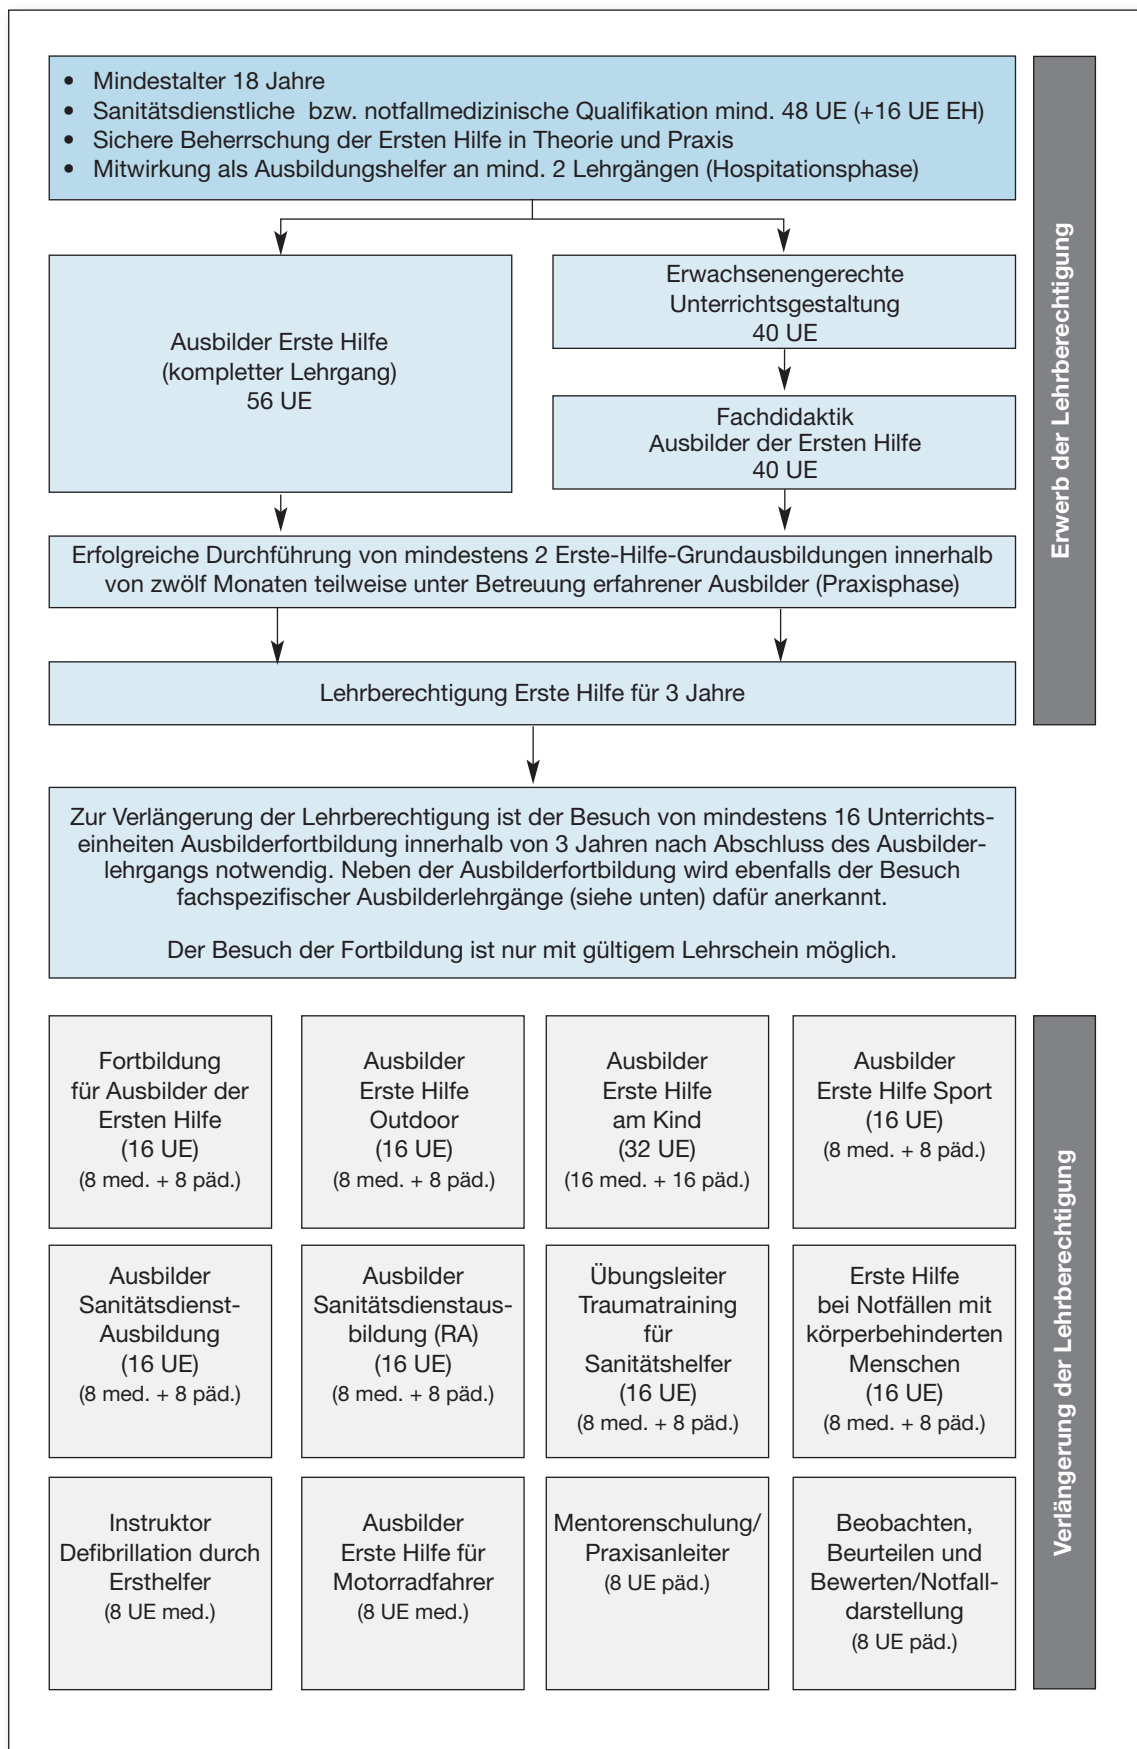 • Mindestalter 18 Jahre
• Sanitätsdienstliche bzw. notfallmedizinische Qualifikation mind. 48 UE (+16 UE EH)
• Sichere Beherrschung der Ersten Hilfe in Theorie und Praxis
• Mitwirkung als Ausbildungshelfer an mind. 2 Lehrgängen (Hospitationsphase)
Ausbilder Erste Hilfe
(kompletter Lehrgang)
56 UE
Erwachsenengerechte
Unterrichtsgestaltung
40 UE
Fachdidaktik
Ausbilder der Ersten Hilfe
40 UE
Erfolgreiche Durchführung von mindestens 2 Erste-Hilfe-Grundausbildungen innerhalb
von zwölf Monaten teilweise unter Betreuung erfahrener Ausbilder (Praxisphase)
Lehrberechtigung Erste Hilfe für 3 Jahre
Erwerb der Lehrberechtigung
Zur Verlängerung der Lehrberechtigung ist der Besuch von mindestens 16 Unterrichts-
einheiten Ausbilderfortbildung innerhalb von 3 Jahren nach Abschluss des Ausbilder-
lehrgangs notwendig. Neben der Ausbilderfortbildung wird ebenfalls der Besuch
fachspezifischer Ausbilderlehrgänge (siehe unten) dafür anerkannt.
Der Besuch der Fortbildung ist nur mit gültigem Lehrschein möglich.
Fortbildung
für Ausbilder der
Ersten Hilfe
(16 UE)
(8 med. + 8 päd.)
Ausbilder
Erste Hilfe
Outdoor
(16 UE)
(8 med. + 8 päd.)
Ausbilder
Erste Hilfe
am Kind
(32 UE)
(16 med. + 16 päd.)
Ausbilder
Erste Hilfe Sport
(16 UE)
(8 med. + 8 päd.)
Ausbilder
Sanitätsdienst-
Ausbildung
(16 UE)
(8 med. + 8 päd.)
Ausbilder
Sanitätsdienstaus-
bildung (RA)
(16 UE)
(8 med. + 8 päd.)
Übungsleiter
Traumatraining
für
Sanitätshelfer
(16 UE)
(8 med. + 8 päd.)
Erste Hilfe
bei Notfällen mit
körperbehinderten
Menschen
(16 UE)
(8 med. + 8 päd.)
Instruktor
Defibrillation durch
Ersthelfer
(8 UE med.)
Ausbilder
Erste Hilfe für
Motorradfahrer
(8 UE med.)
Mentorenschulung/
Praxisanleiter
(8 UE päd.)
Beobachten,
Beurteilen und
Bewerten/Notfall-
darstellung
(8 UE päd.)
Verlängerung der Lehrberechtigung